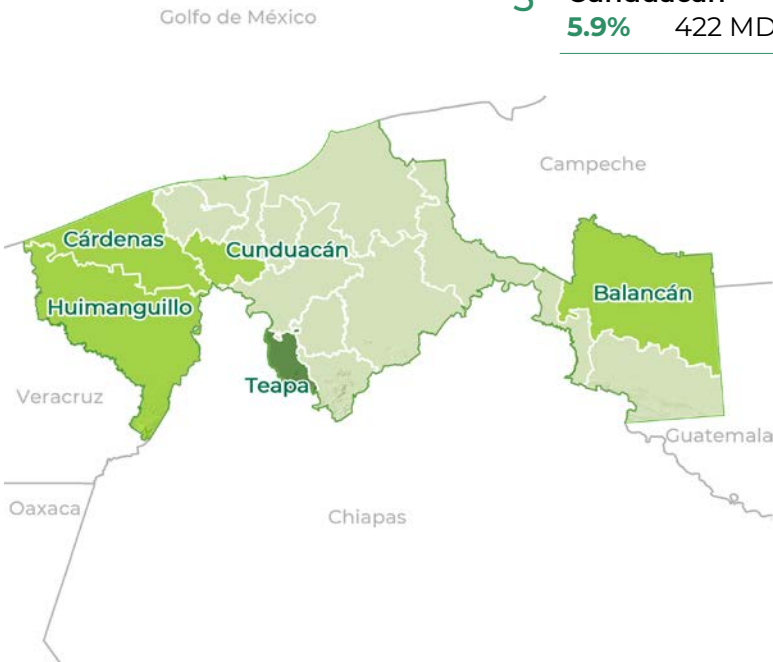 Golfo de México
5.9% 422 MD
Campeche
Cárdenas
Cunduacán
Balancán
Huimanguillo
Teapa
Veracruz
Guatemala
Oaxaca
Chiapas